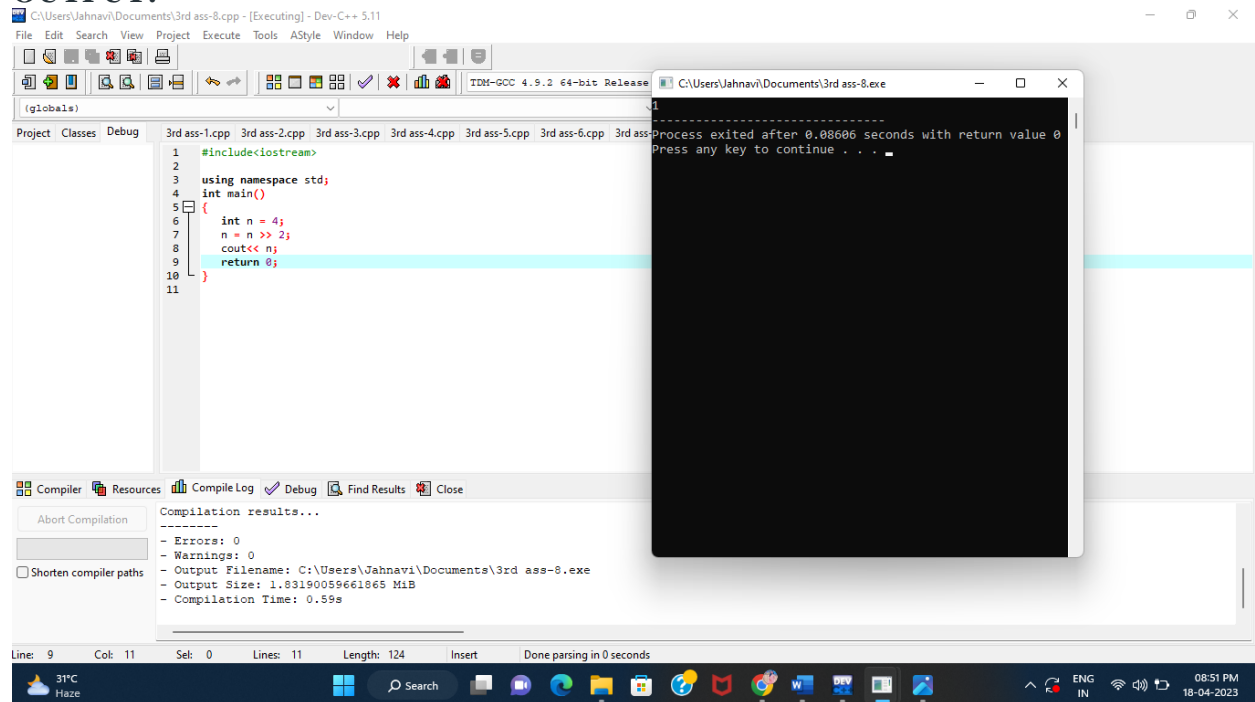 OUTPUT:
C:\Users\Jahnavi\Documents\3rd ass-8.cpp - [Executing] - Dev-C++ 5.11
File Edit Search View Project Execute Tools AStyle Window Help
TDM-GCC 4.9.2 64-bit Release
(globals)
Project Classes Debug
3rd ass-1.cpp 3rd ass-2.cpp 3rd ass-3.cpp 3rd ass-4.cpp 3rd ass-5.cpp 3rd ass-6.cpp 3rd ass-
1 #include<iostream>
2
3 using namespace std;
4 int main()
5 {
6 int n = 4;
7 n = n >> 2;
8 cout<< n;
9 return 0;
10 }
11
C:\Users\Jahnavi\Documents\3rd ass-8.exe
1
--------------------------------
Process exited after 0.08606 seconds with return value 0
Press any key to continue . . .
Compiler Resources Compile Log Debug Find Results Close
Abort Compilation
Shorten compiler paths
Compilation results...
--------
- Errors: 0
- Warnings: 0
- Output Filename: C:\Users\Jahnavi\Documents\3rd ass-8.exe
- Output Size: 1.83190059661865 MiB
- Compilation Time: 0.59s
Line: 9 Col: 11 Sel: 0 Lines: 11 Length: 124 Insert Done parsing in 0 seconds
31°C
Haze
Search
DEV
ENG
IN
08:51 PM
18-04-2023